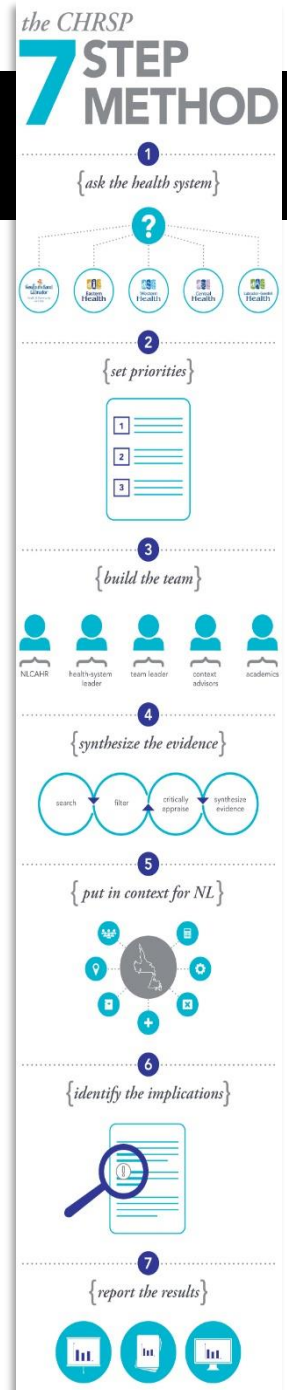 the CHRSP
7 STEP
METHOD
1
{ask the health system}
?
Eastern
Health
Western
Health
Central
Health
Labrador-Grenfell
Health
2
{set priorities}
1
2
3
3
{build the team}
NLCAHR
health-system
leader
team leader
context
advisors
academics
4
{synthesize the evidence}
search
filter
critically
appraise
synthesize
evidence
5
{put in context for NL}
6
{identify the implications}
7
{report the results}